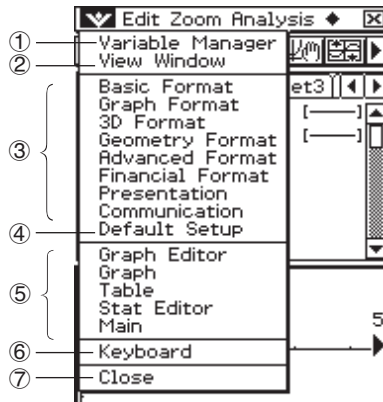 Edit Zoom Analysis ◆
① Variable Manager
② View Window
③ Basic Format
Graph Format
3D Format
Geometry Format
Advanced Format
Financial Format
Presentation
Communication
④ Default Setup
⑤ Graph Editor
Graph
Table
Stat Editor
Main
⑥ Keyboard
⑦ Close
et3
5